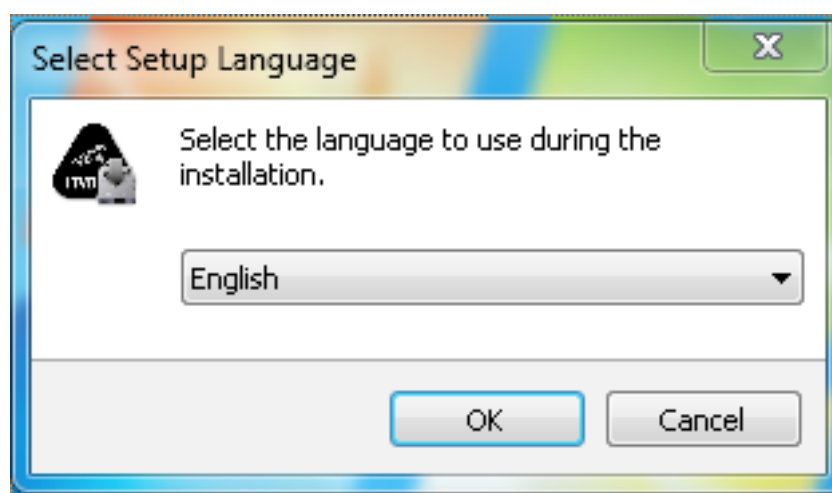 Select Setup Language
Select the language to use during the
installation.
English
OK
Cancel